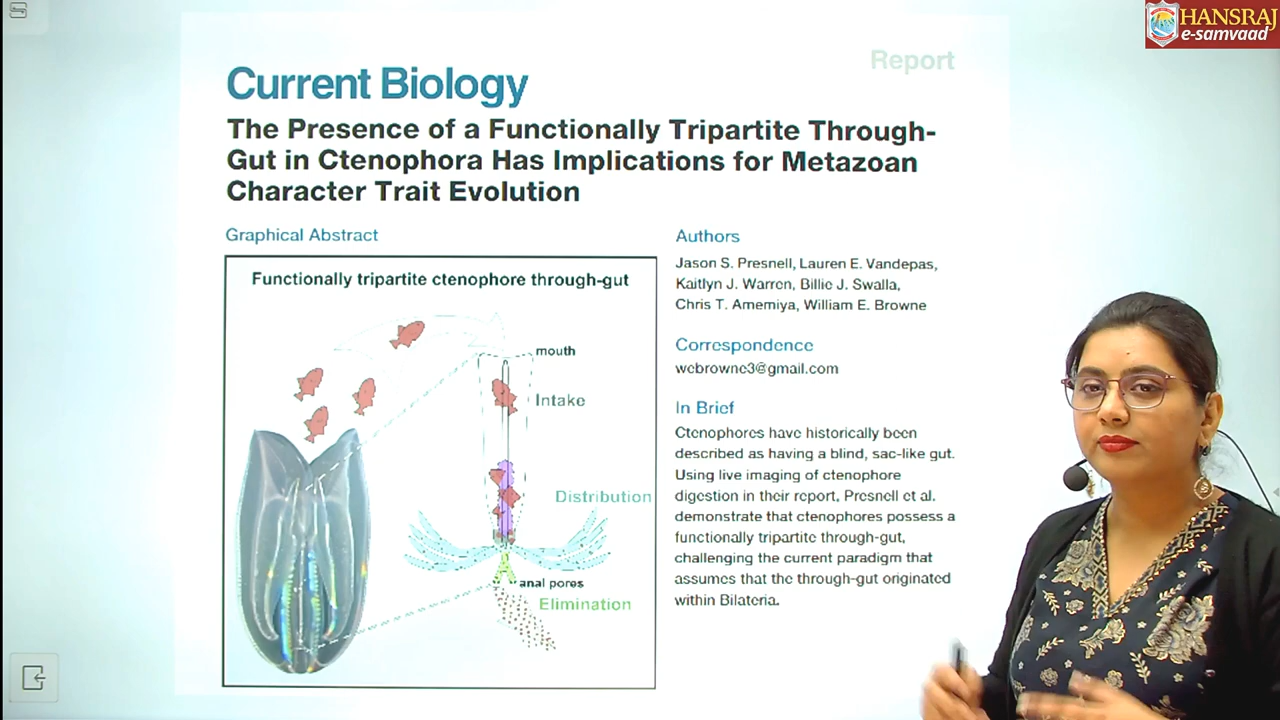 HANSRAJ
e-samvaad
Report
Current Biology
The Presence of a Functionally Tripartite Through-
Gut in Ctenophora Has Implications for Metazoan
Character Trait Evolution
Graphical Abstract
Functionally tripartite ctenophore through-gut
mouth
Intake
Distribution
anal pores
Elimination
Authors
Jason S. Presnell, Lauren E. Vandepas,
Kaitlyn J. Warren, Billie J. Swalla,
Chris T. Amemiya, William E. Browne
Correspondence
webrowne3@gmail.com
In Brief
Ctenophores have historically been
described as having a blind, sac-like gut.
Using live imaging of ctenophore
digestion in their report, Presnell et al.
demonstrate that ctenophores possess a
functionally tripartite through-gut,
challenging the current paradigm that
assumes that the through-gut originated
within Bilateria.